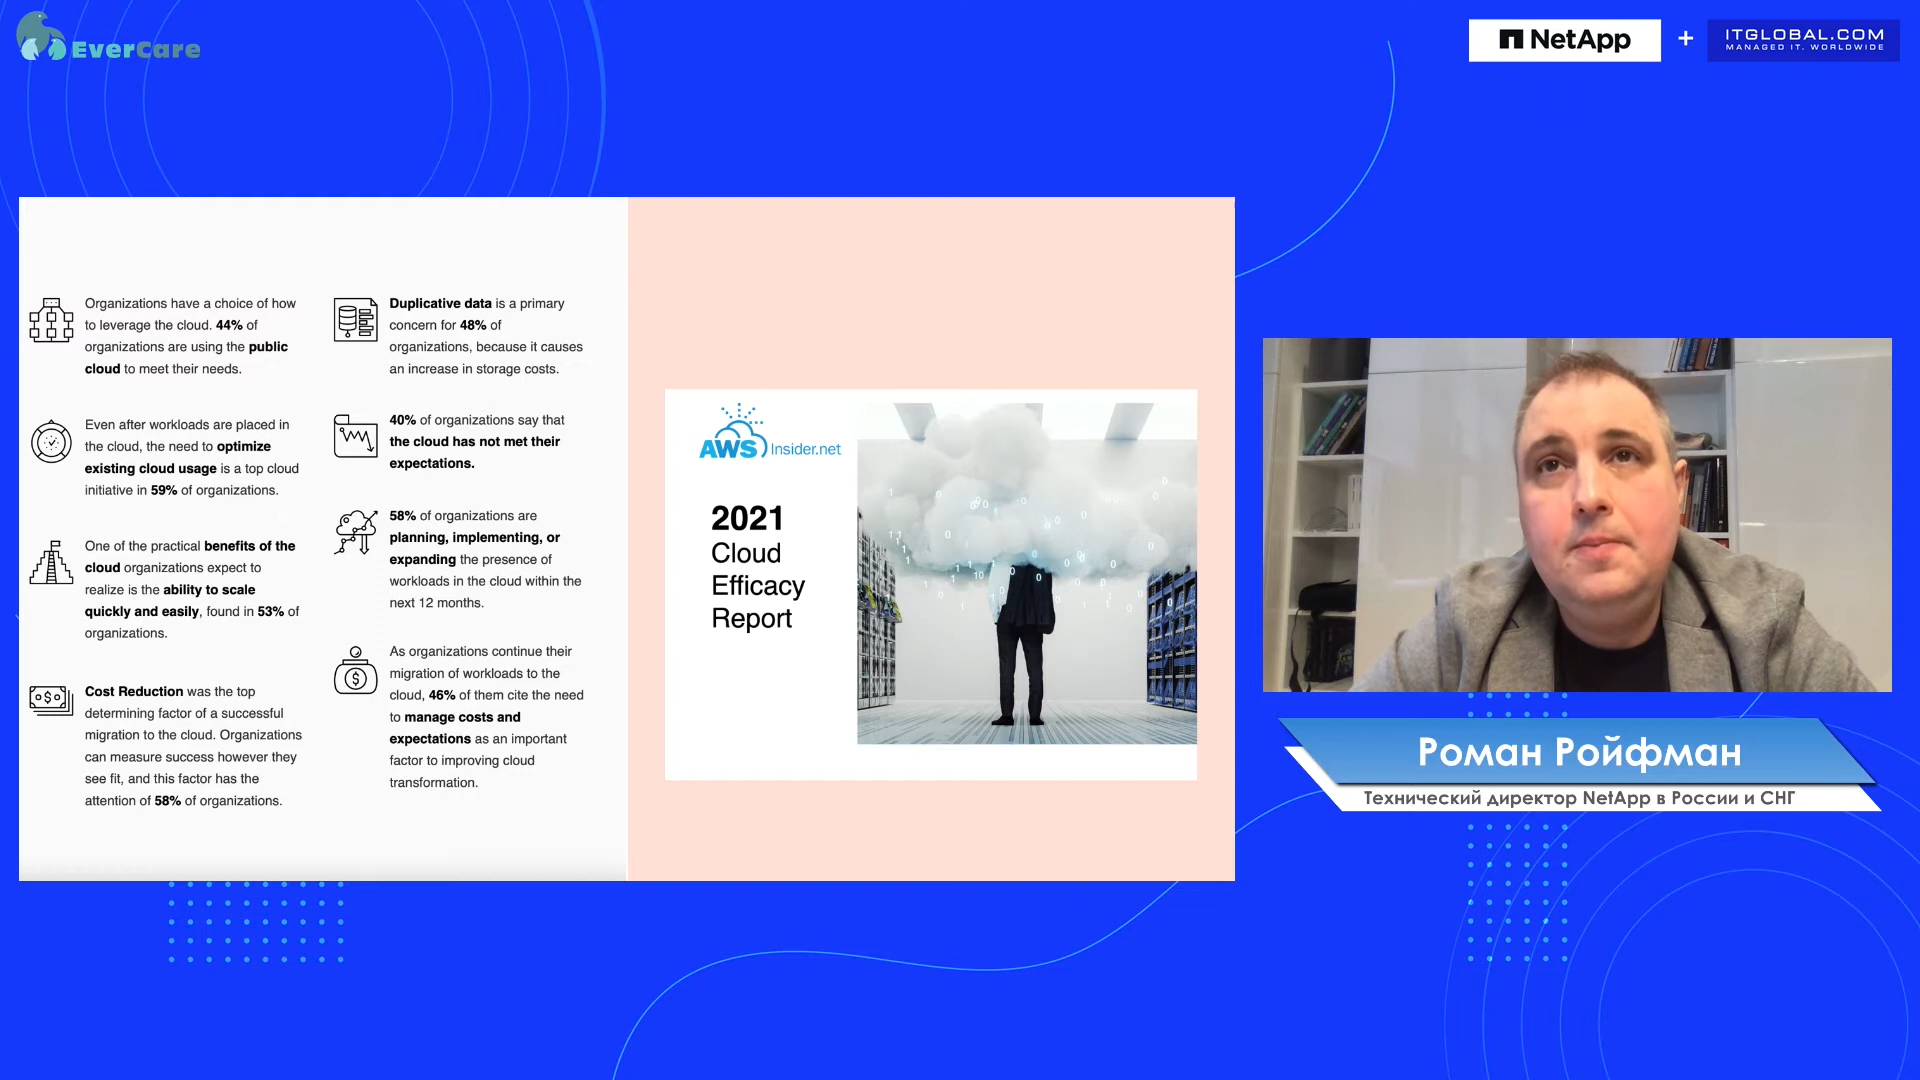 EverCare
NetApp
+
ITGLOBAL.COM
MANAGED IT. WORLDWIDE
Organizations have a choice of how
to leverage the cloud. 44% of
organizations are using the public
cloud to meet their needs.
Even after workloads are placed in
the cloud, the need to optimize
existing cloud usage is a top cloud
initiative in 59% of organizations.
One of the practical benefits of the
cloud organizations expect to
realize is the ability to scale
quickly and easily, found in 53% of
organizations.
Cost Reduction was the top
determining factor of a successful
migration to the cloud. Organizations
can measure success however they
see fit, and this factor has the
attention of 58% of organizations.
Duplicative data is a primary
concern for 48% of
organizations, because it causes
an increase in storage costs.
40% of organizations say that
the cloud has not met their
expectations.
58% of organizations are
planning, implementing, or
expanding the presence of
workloads in the cloud within the
next 12 months.
As organizations continue their
migration of workloads to the
cloud, 46% of them cite the need
to manage costs and
expectations as an important
factor to improving cloud
transformation.
AWS Insider.net
2021
Cloud
Efficacy
Report
Роман Ройфман
Технический директор NetApp в России и СНГ